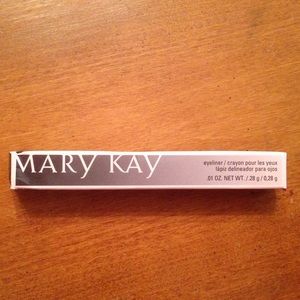 MARY KAY
eyeliner / crayon pour les yeux
lápiz delineador para ojos
.01 OZ. NET WT. / .28 g / 0,28 g